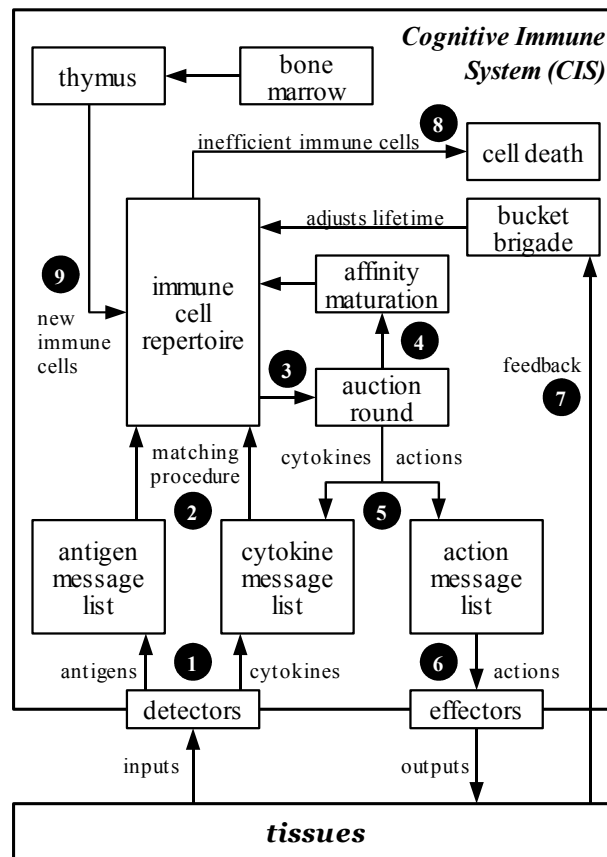 Cognitive Immune
System (CIS)
thymus
bone
marrow
8
inefficient immune cells
cell death
adjusts lifetime
bucket
brigade
9
new
immune
cells
immune
cell
repertoire
affinity
maturation
3
4
auction
round
feedback
7
matching
procedure
cytokines
actions
2
5
antigen
message
list
cytokine
message
list
action
message
list
antigens
1
cytokines
6
actions
detectors
effectors
inputs
outputs
tissues